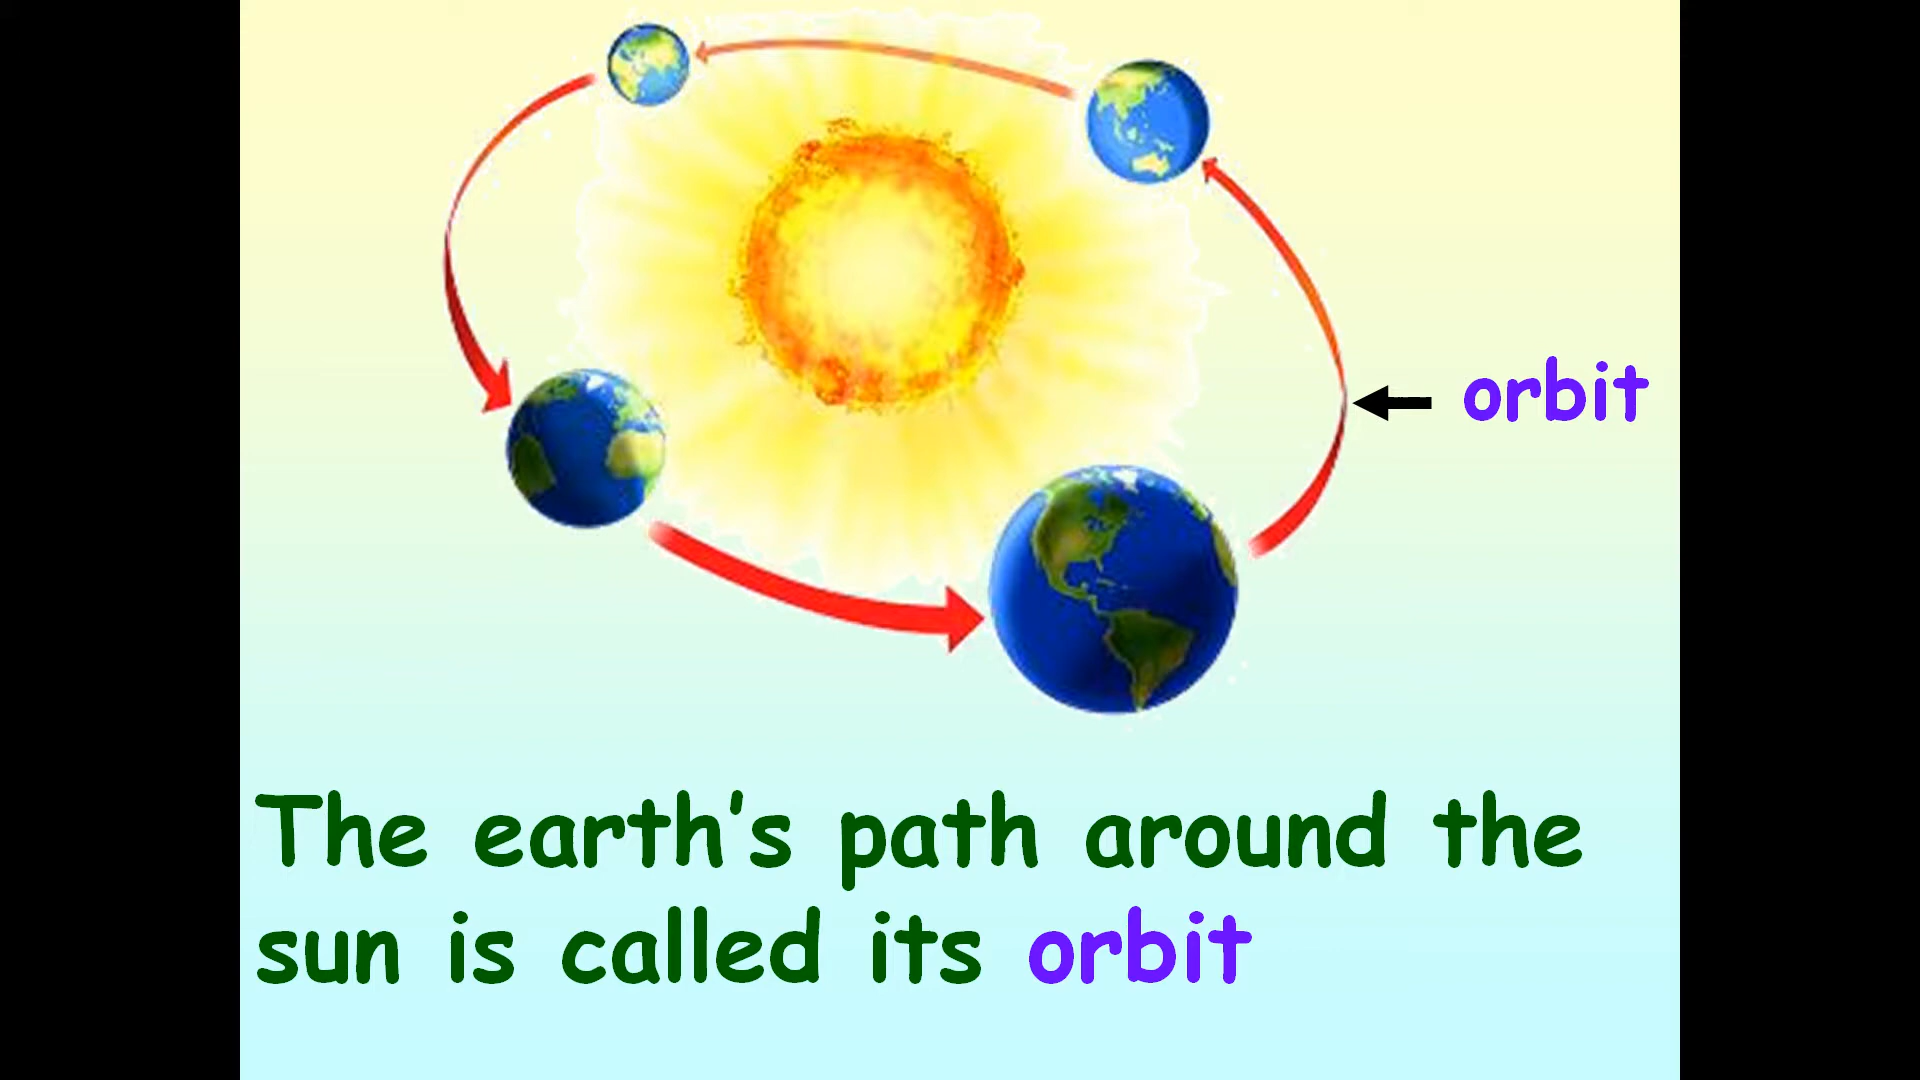 orbit
The earth's path around the
sun is called its orbit